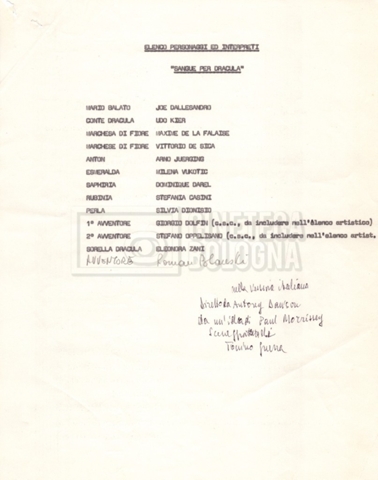 ELENCO PERSONAGGI ED INTERPRETI
"SANGUE PER DRACULA"
MARIO BALATO JOE DALLESANDRO
CONTE DRACULA UDO KIER
MARCHESA DI FIORE MAXIME DE LA FALAISE
MARCHESE DI FIORE VITTORIO DE SICA
ANTON ARNO JUERGING
ESMERALDA MILENA VUKOTIC
SAPHIRIA DOMINIQUE DAREL
RUBINIA STEFANIA CASINI
PERLA SILVIA DIONISIO
1° AVVENTORE GIORGIO DOLFIN (c.s.c., da includere nell'elenco artistico)
2° AVVENTORE STEFANO OPPEDISANO (c.s.c., da includere nell'elenco artist.
SORELLA DRACULA ELEONORA ZANI
AVVENTORE Roman Polanski
CINETECA
BOLOGNA
nella versione italiana
Diretto da Antony Dawson
da un'idea di Paul Morrissey
Tonino Guerra